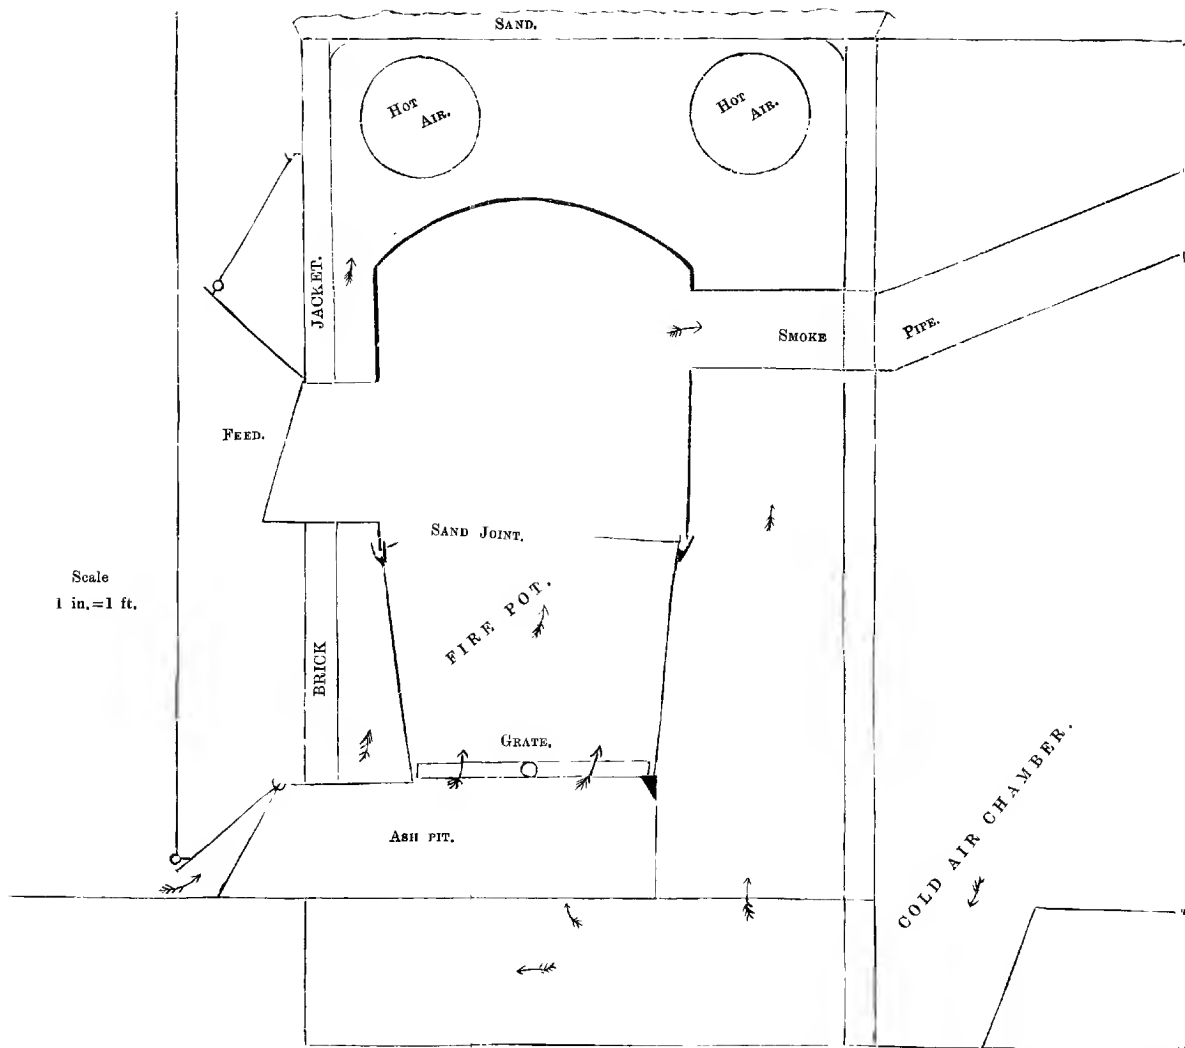 SAND.
HOT
AIR.
HOT
AIR.
JACKET.
SMOKE
PIPE.
FEED.
SAND JOINT.
Scale
1 in.=1 ft.
FIRE POT.
BRICK
GRATE,
COLD AIR CHAMBER.
ASH PIT.